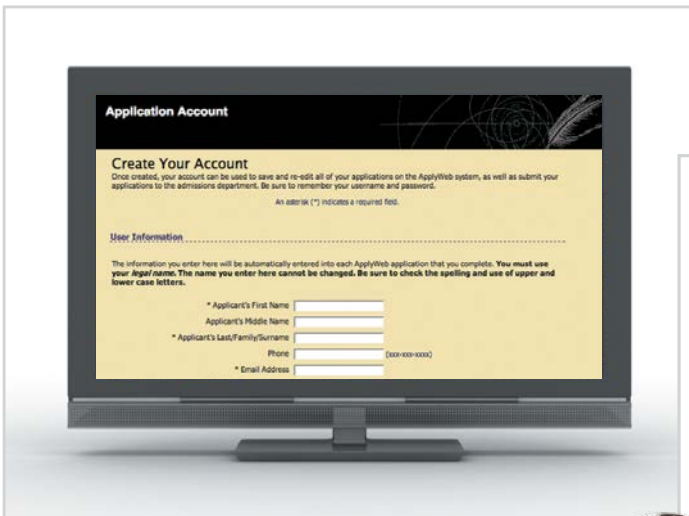 Application Account
Create Your Account
Once created, your account can be used to save and re-edit all of your applications on the ApplyWeb system, as well as submit your
applications to the admissions department. Be sure to remember your username and password.
An asterisk (*) indicates a required field.
User Information
The information you enter here will be automatically entered into each ApplyWeb application that you complete. You must use
your legal name. The name you enter here cannot be changed. Be sure to check the spelling and use of upper and
lower case letters.
* Applicant's First Name
Applicant's Middle Name
* Applicant's Last/Family/Surname
Phone (xxx-xxx-xxxx)
* Email Address